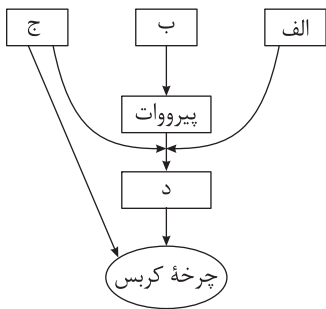 الف
ب
ج
پیرووات
د
چرخهٔ کربس